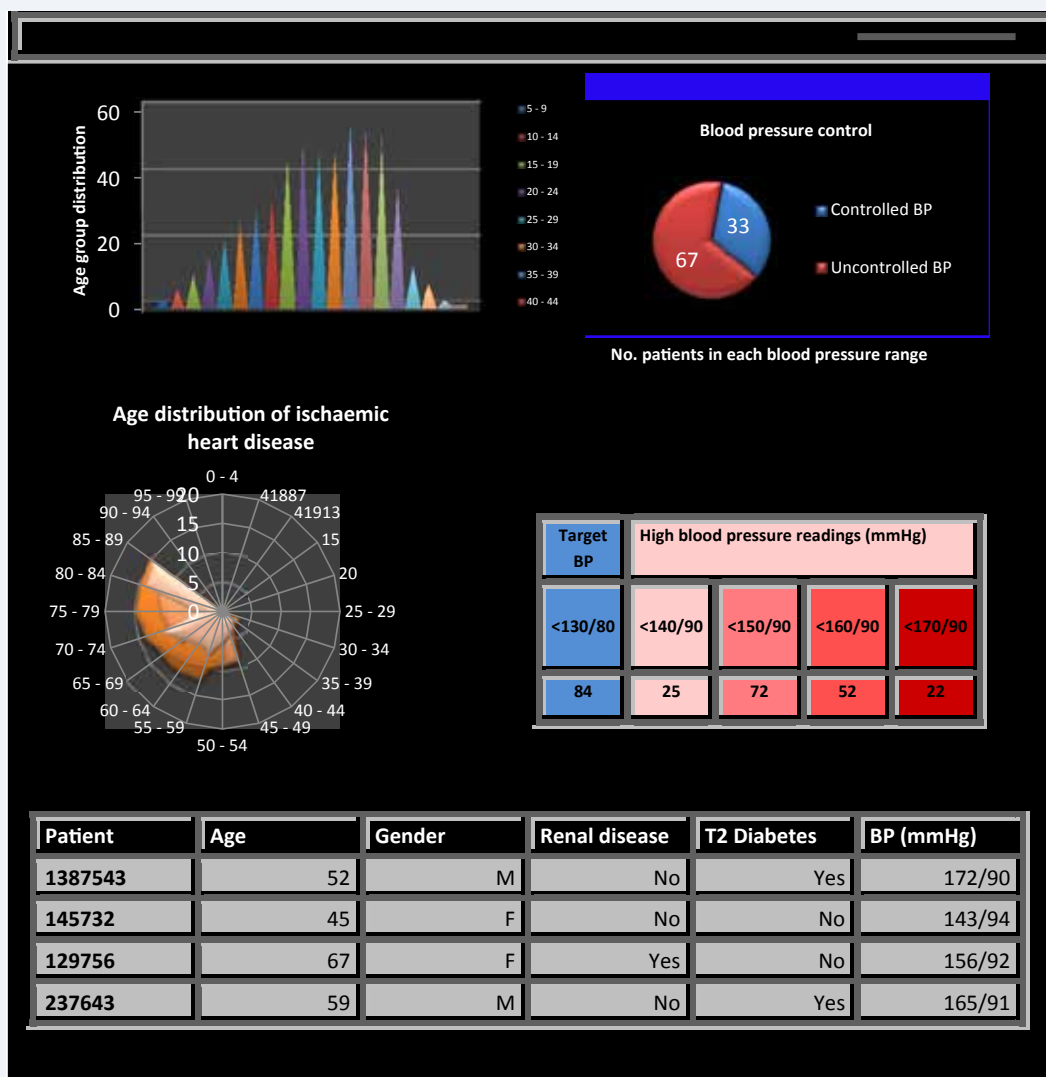 60
40
20
0
Age group distribution
5 - 9
10 - 14
15 - 19
20 - 24
25 - 29
30 - 34
35 - 39
40 - 44
Blood pressure control
33
67
Controlled BP
Uncontrolled BP
No. patients in each blood pressure range
Age distribution of ischaemic
heart disease
0 - 4
41887
41913
15
20
25 - 29
30 - 34
35 - 39
40 - 44
45 - 49
50 - 54
55 - 59
60 - 64
65 - 69
70 - 74
75 - 79
80 - 84
85 - 89
90 - 94
95 - 99
20
15
10
5
0
Target BP High blood pressure readings (mmHg)
<130/80 <140/90 <150/90 <160/90 <170/90
84 25 72 52 22
Patient Age Gender Renal disease T2 Diabetes BP (mmHg)
1387543 52 M No Yes 172/90
145732 45 F No No 143/94
129756 67 F Yes No 156/92
237643 59 M No Yes 165/91